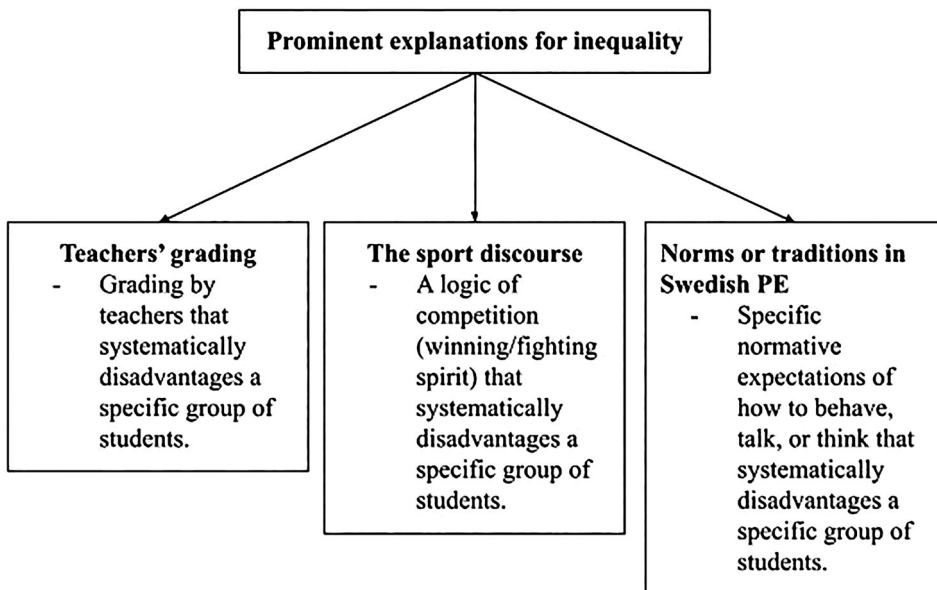 Prominent explanations for inequality
Teachers’ grading
- Grading by
teachers that
systematically
disadvantages a
specific group of
students.
The sport discourse
- A logic of
competition
(winning/fighting
spirit) that
systematically
disadvantages a
specific group of
students.
Norms or traditions in
Swedish PE
- Specific
normative
expectations of
how to behave,
talk, or think that
systematically
disadvantages a
specific group of
students.